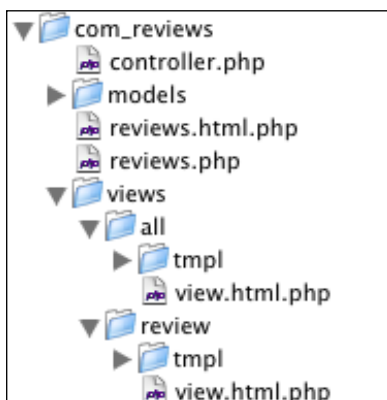 com_reviews
controller.php
models
reviews.html.php
reviews.php
views
all
tmpl
view.html.php
review
tmpl
view.html.php